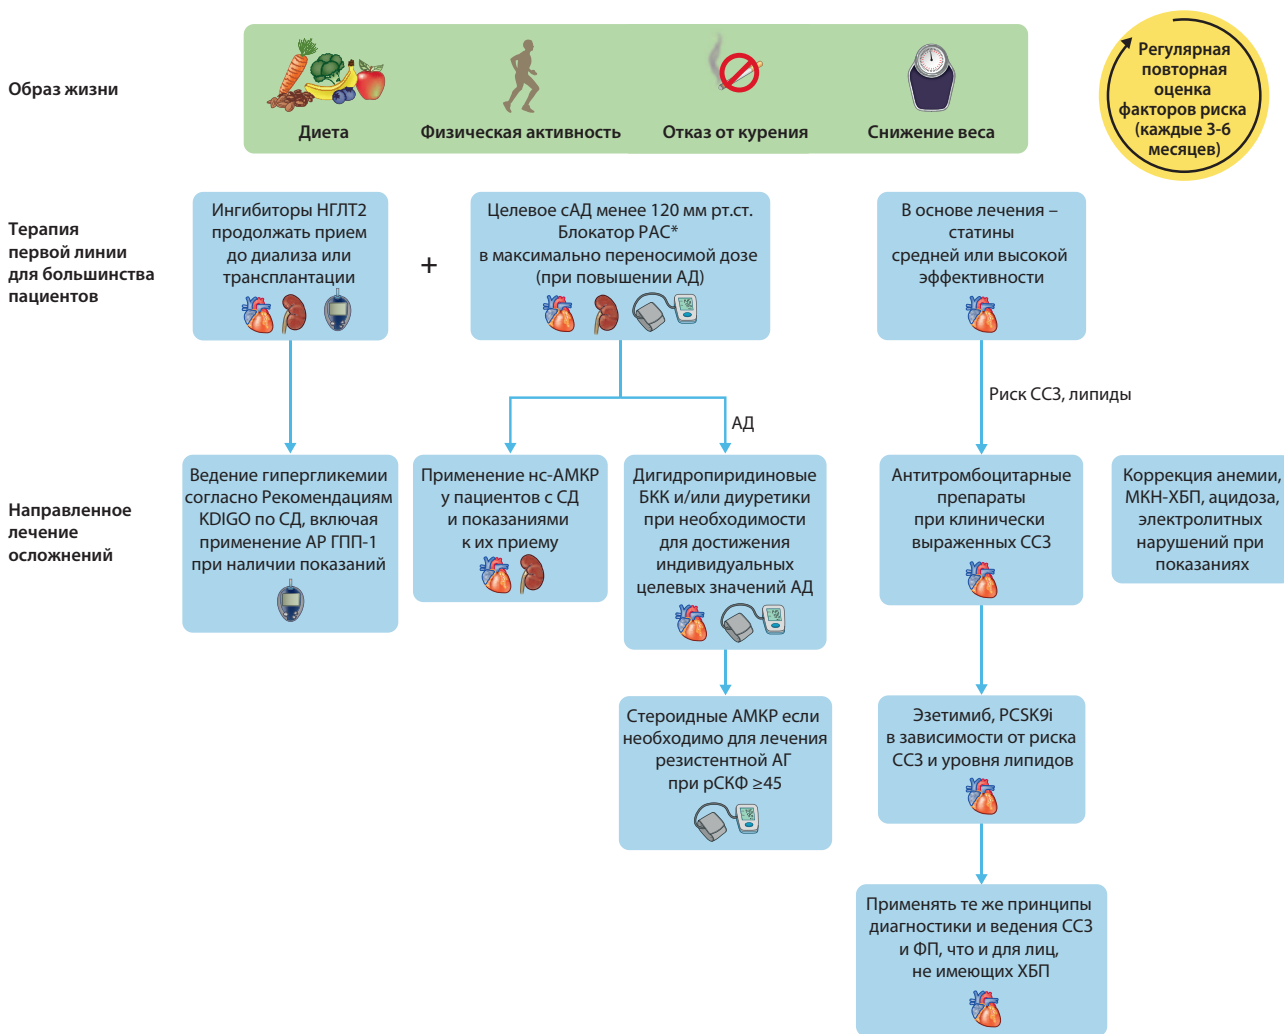 Образ жизни
Диета
Физическая активность
Отказ от курения
Снижение веса
Регулярная
повторная
оценка
факторов риска
(каждые 3-6
месяцев)
Терапия
первой линии
для большинства
пациентов
Ингибиторы НГЛТ2
продолжать прием
до диализа или
трансплантации
+
Целевое сАД менее 120 мм рт.ст.
Блокатор РАС*
в максимально переносимой дозе
(при повышении АД)
В основе лечения –
статины
средней или высокой
эффективности
Риск ССЗ, липиды
АД
Направленное
лечение
осложнений
Ведение гипергликемии
согласно Рекомендациям
KDIGO по СД, включая
применение АР ГПП-1
при наличии показаний
Применение нс-АМКР
у пациентов с СД
и показаниями
к их приему
Дигидропиридиновые
БКК и/или диуретики
при необходимости
для достижения
индивидуальных
целевых значений АД
Антитромбоцитарные
препараты
при клинически
выраженных ССЗ
Коррекция анемии,
МКН-ХБП, ацидоза,
электролитных
нарушений при
показаниях
Стероидные АМКР если
необходимо для лечения
резистентной АГ
при рСКФ ≥45
Эзетимиб, PCSK9i
в зависимости от риска
ССЗ и уровня липидов
Применять те же принципы
диагностики и ведения ССЗ
и ФП, что и для лиц,
не имеющих ХБП